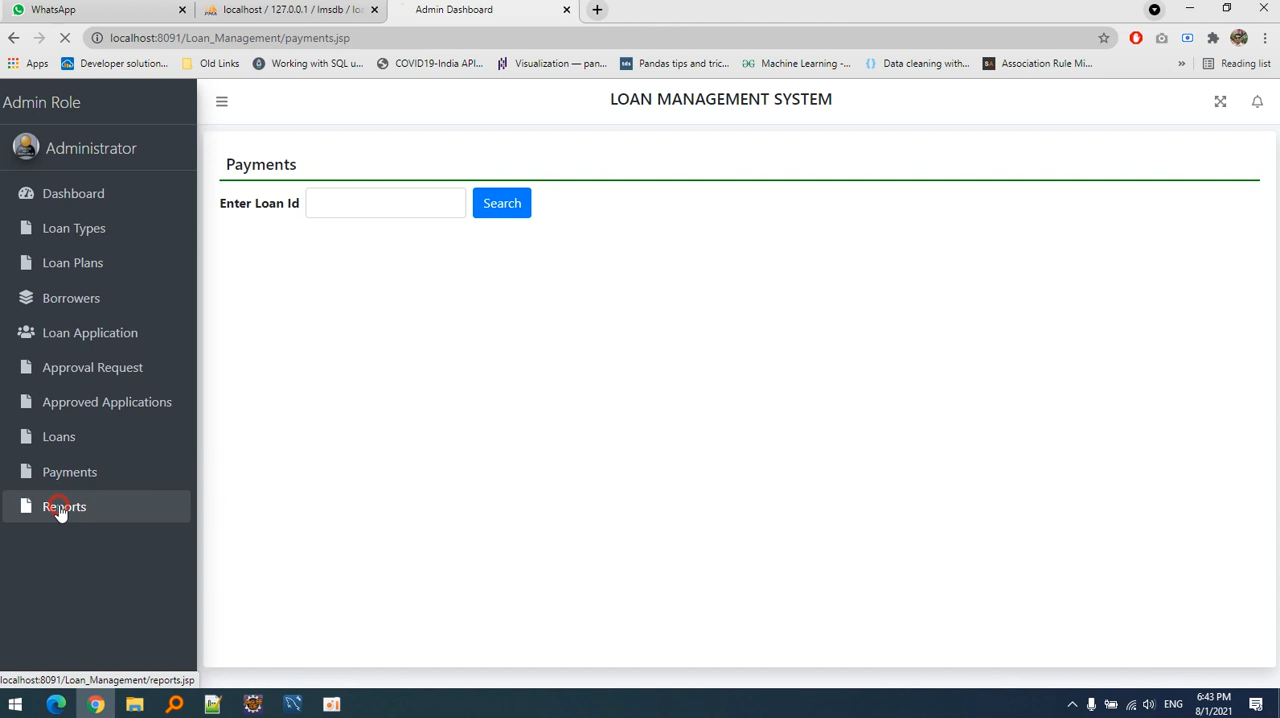 WhatsApp
localhost / 127.0.0.1 / lmsdb / loa
Admin Dashboard
localhost:8091/Loan_Management/payments.jsp
Apps
Developer solution...
Old Links
Working with SQL u...
COVID19-India API...
Visualization — pan...
Pandas tips and tric...
Machine Learning -...
Data cleaning with...
Association Rule Mi...
»
Reading list
Admin Role
LOAN MANAGEMENT SYSTEM
Administrator
Payments
Dashboard
Enter Loan Id
Search
Loan Types
Loan Plans
Borrowers
Loan Application
Approval Request
Approved Applications
Loans
Payments
Reports
localhost:8091/Loan_Management/reports.jsp
ENG
6:43 PM
8/1/2021